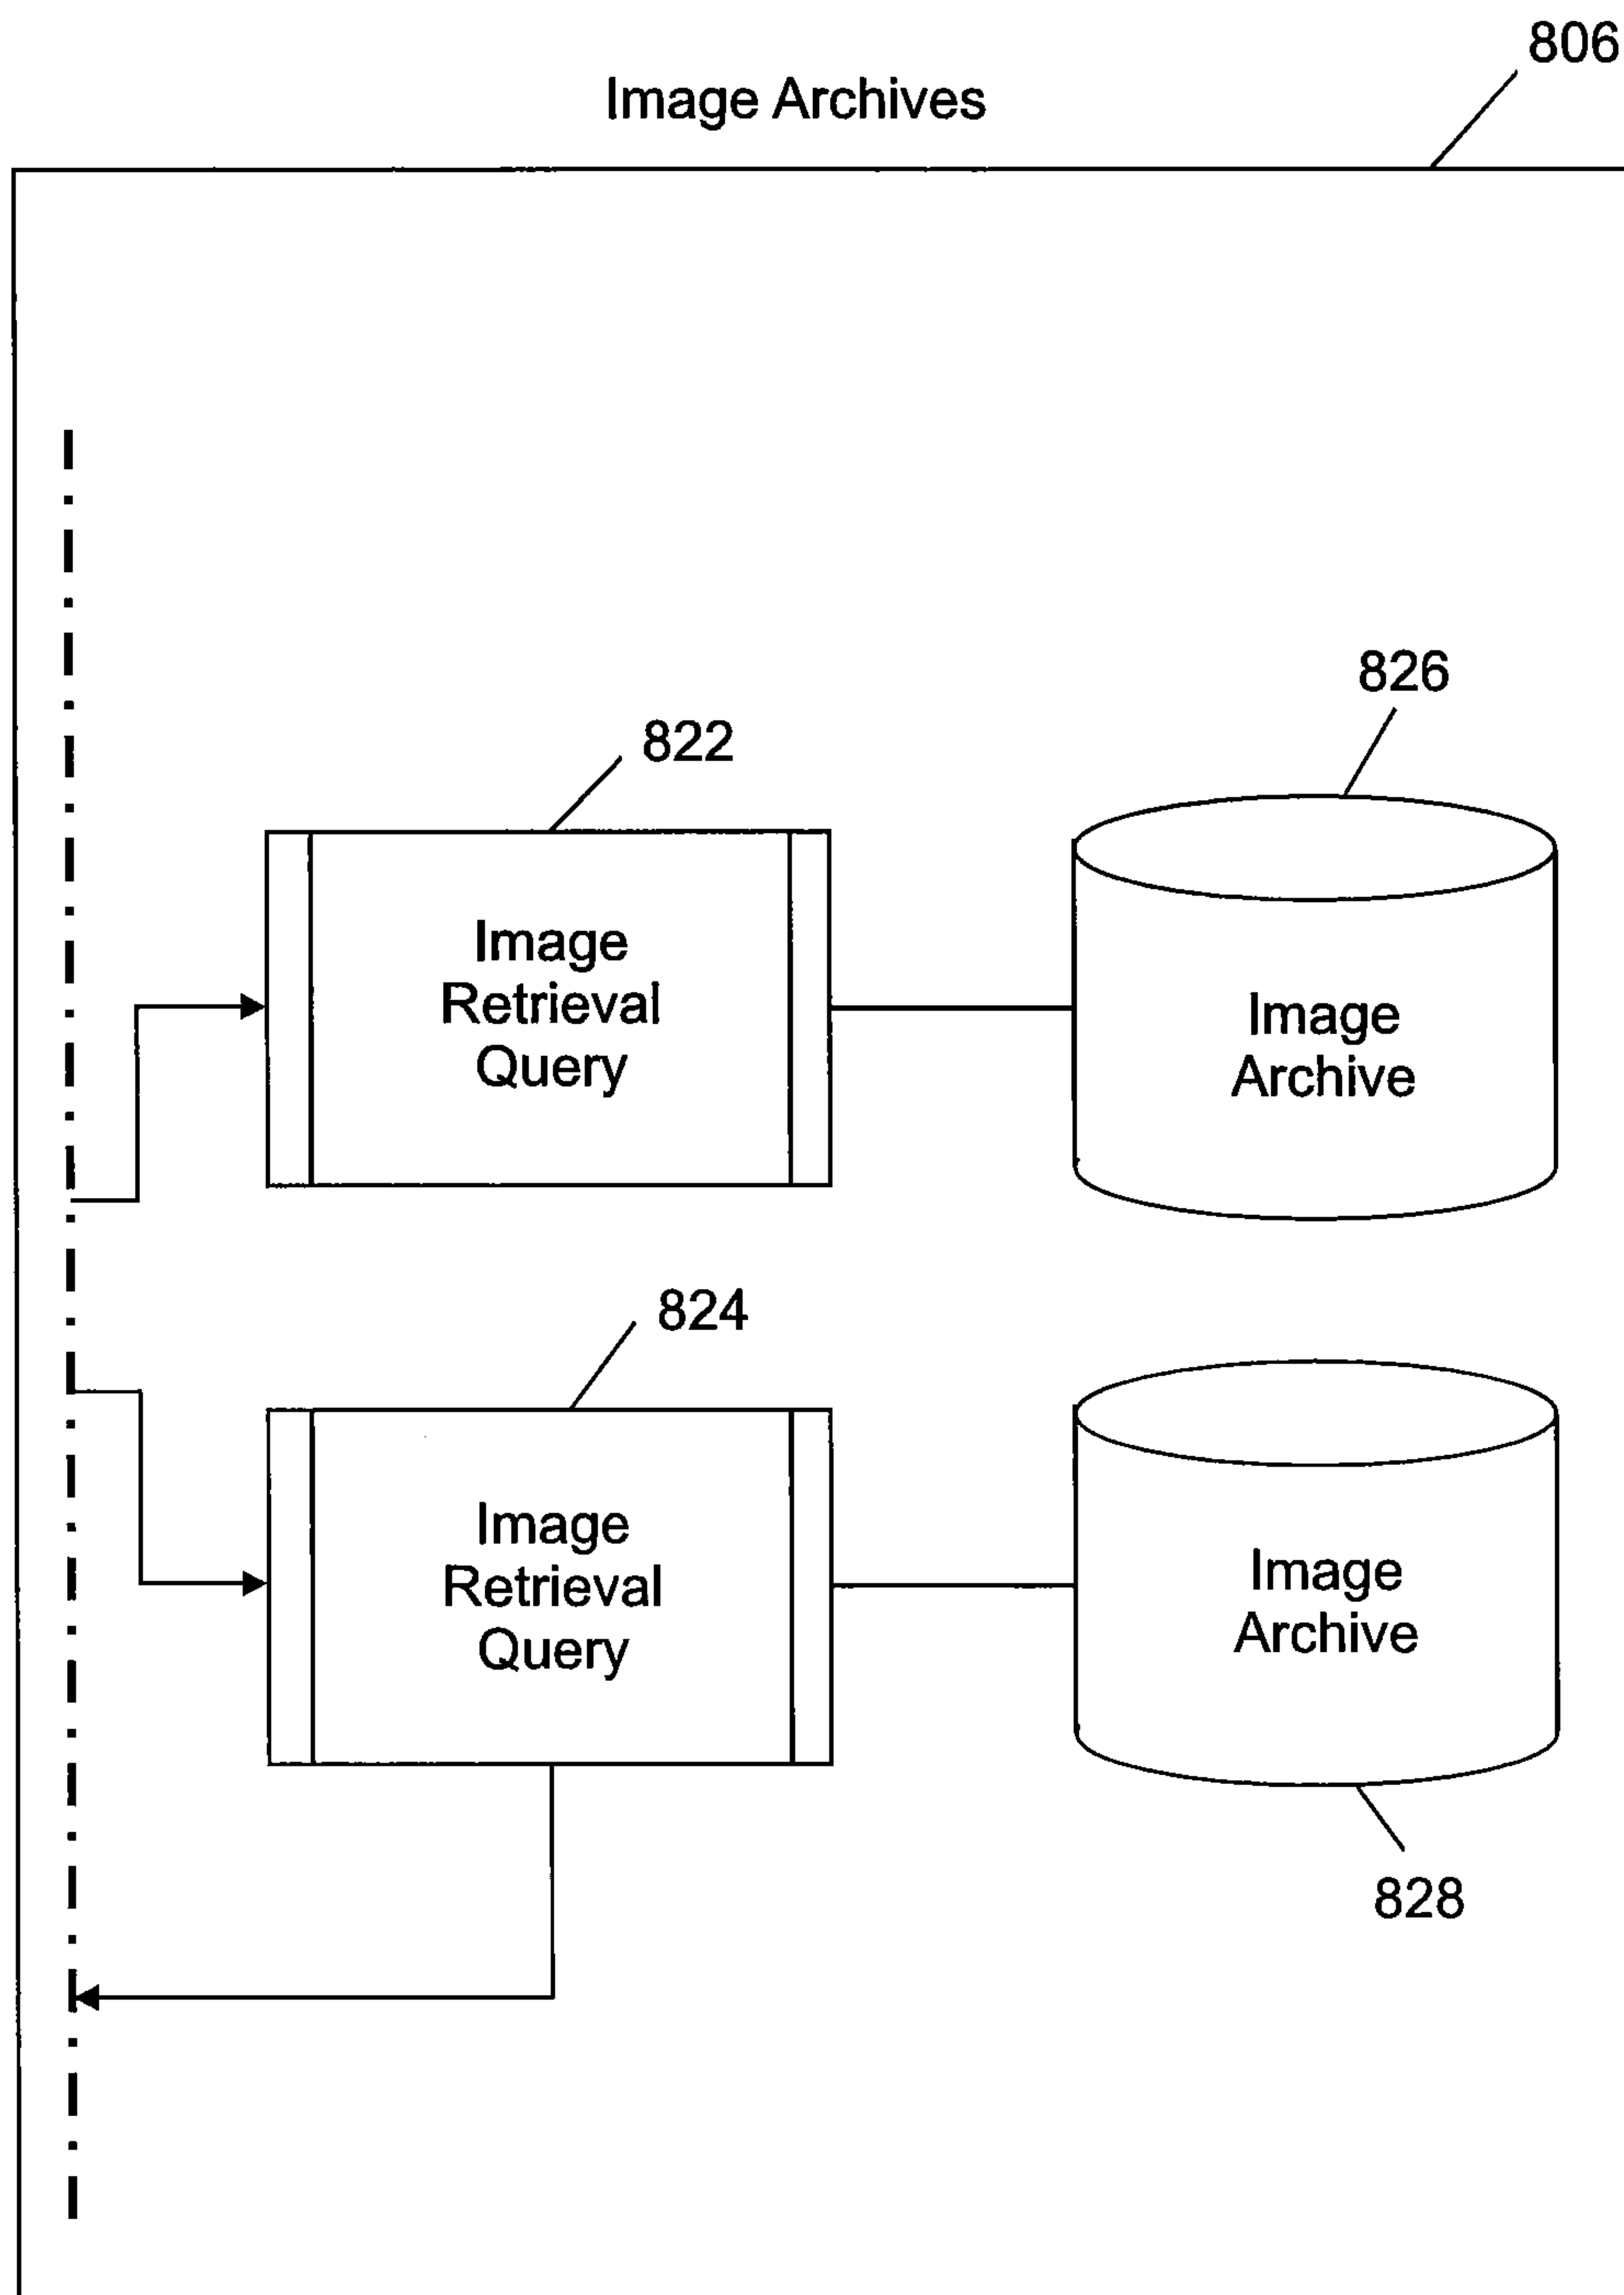 806
Image Archives
826
822
Image
Retrieval
Query
Image
Archive
824
Image
Retrieval
Query
Image
Archive
828